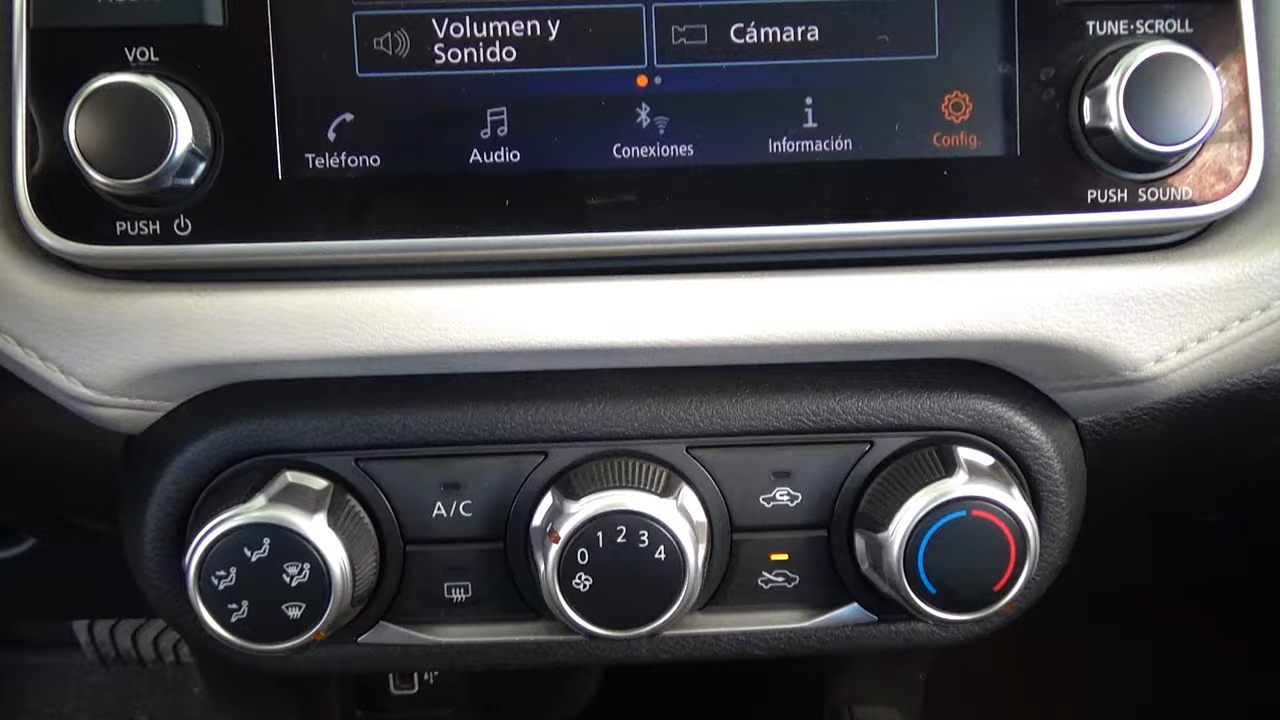 Volumen y
Sonido
Cámara
VOL
TUNE·SCROLL
Teléfono
Audio
Conexiones
Información
Config.
PUSH
PUSH SOUND
A/C
0 1 2 3 4